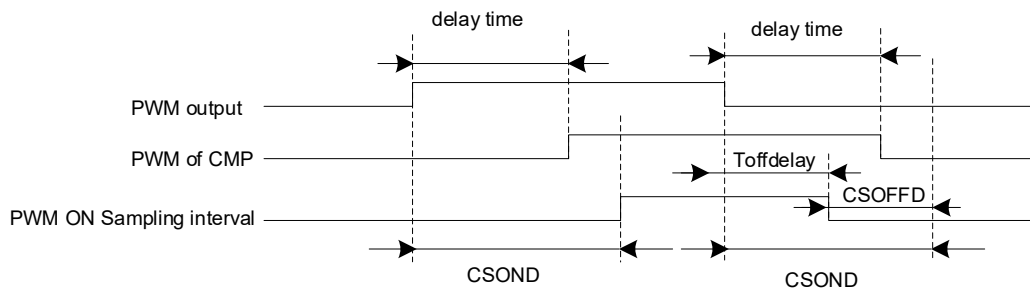 delay time
delay time
PWM output
PWM of CMP
Toffdelay
CSOFFD
PWM ON Sampling interval
CSOND
CSOND